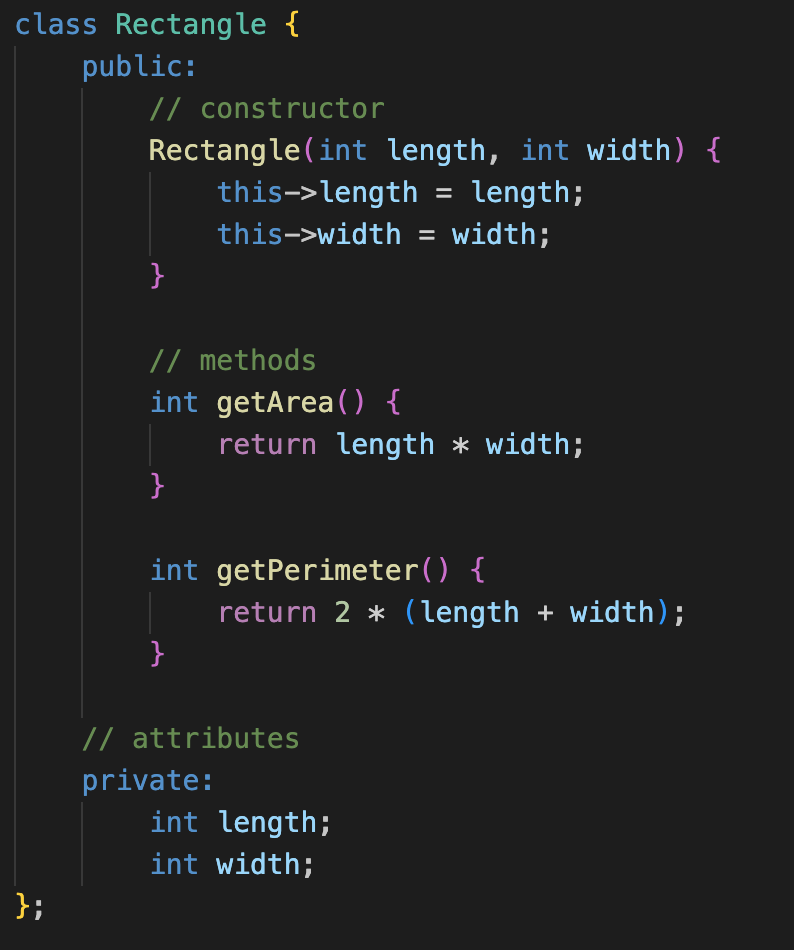 class Rectangle {
    public:
        // constructor
        Rectangle(int length, int width) {
            this->length = length;
            this->width = width;
        }

        // methods
        int getArea() {
            return length * width;
        }

        int getPerimeter() {
            return 2 * (length + width);
        }

    // attributes
    private:
        int length;
        int width;
};